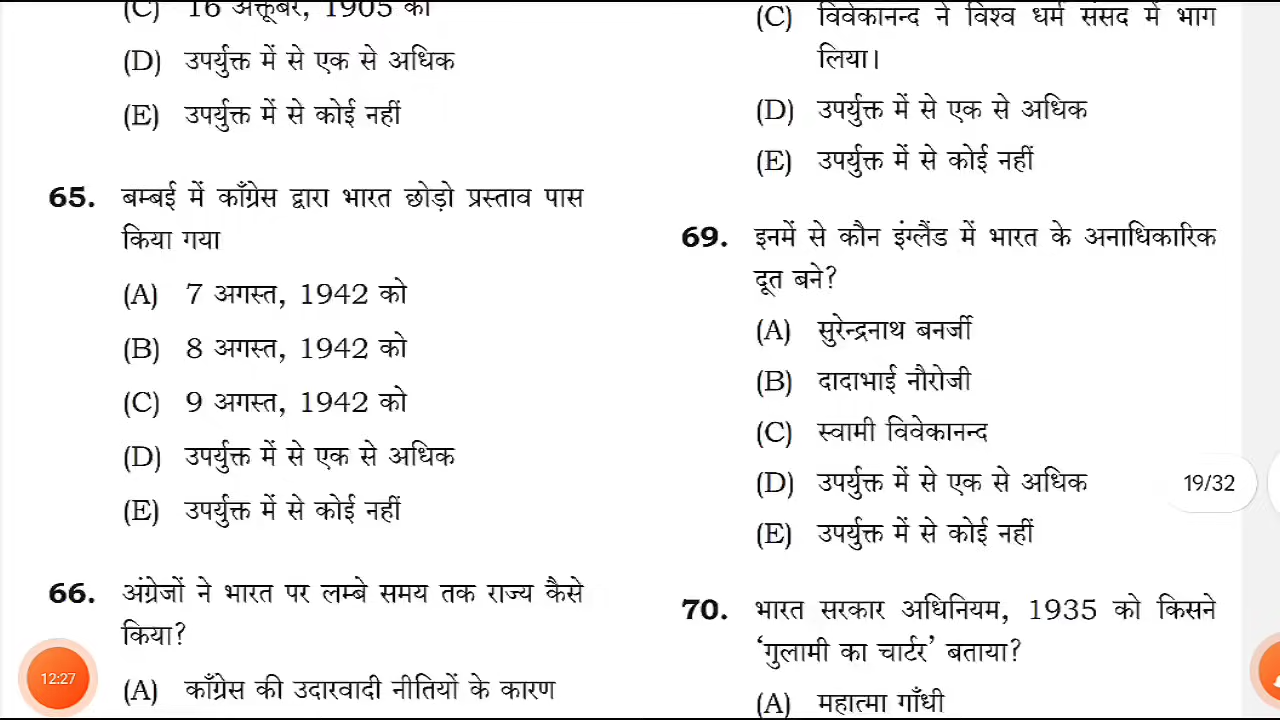 (C) 16 अक्तूबर, 1905 को
(D) उपर्युक्त में से एक से अधिक
(E) उपर्युक्त में से कोई नहीं
65. बम्बई में काँग्रेस द्वारा भारत छोड़ो प्रस्ताव पास
किया गया
(A) 7 अगस्त, 1942 को
(B) 8 अगस्त, 1942 को
(C) 9 अगस्त, 1942 को
(D) उपर्युक्त में से एक से अधिक
(E) उपर्युक्त में से कोई नहीं
66. अंग्रेजों ने भारत पर लम्बे समय तक राज्य कैसे
किया?
(A) काँग्रेस की उदारवादी नीतियों के कारण
12:27
(C) विवेकानन्द ने विश्व धर्म संसद में भाग
लिया।
(D) उपर्युक्त में से एक से अधिक
(E) उपर्युक्त में से कोई नहीं
69. इनमें से कौन इंग्लैंड में भारत के अनाधिकारिक
दूत बने?
(A) सुरेन्द्रनाथ बनर्जी
(B) दादाभाई नौरोजी
(C) स्वामी विवेकानन्द
(D) उपर्युक्त में से एक से अधिक
(E) उपर्युक्त में से कोई नहीं
19/32
70. भारत सरकार अधिनियम, 1935 को किसने
‘गुलामी का चार्टर’ बताया?
(A) महात्मा गाँधी